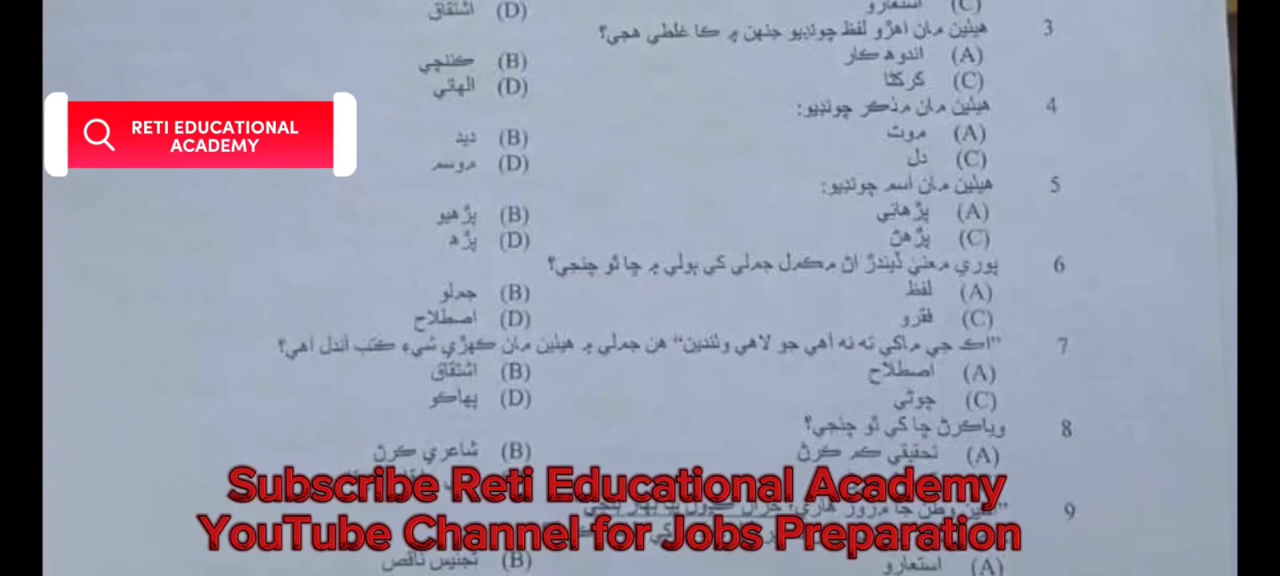 (C) استعارو (D) اشتقاق
3 هيٺين مان اهڙو لفظ چونڊيو جنهن ۾ ڪا غلطي هجي؟
(A) اندوهه ڪار (B) ڪنئچي
(C) ڪرڪٽا (D) الهائي
4 هيٺين مان مذڪر چونڊيو:
(A) موٽ (B) ديد
(C) دل (D) موسم
5 هيٺين مان اسم چونڊيو:
(A) پڙهائي (B) پڙهيو
(C) پڙهڻ (D) پڙهه
6 پوري معنيٰ ڏيندڙ اڻ مڪمل جملي کي ٻولي ۾ ڇا ٿو چئجي؟
(A) لفظ (B) جملو
(C) فقرو (D) اصطلاح
7 ”اڪ جي ماکي ته نه آهي جو لاهي وٺندين“ هن جملي ۾ هيٺين مان ڪهڙي شيءِ ڪتب آندل آهي؟
(A) اصطلاح (B) اشتقاق
(C) چوڻي (D) پهاڪو
8 وياڪرڻ ڇا کي ٿو چئجي؟
(A) تحقيقي ڪم ڪرڻ (B) شاعري ڪرڻ
9
(A) استعارو (B) تجنيس ناقص
RETI EDUCATIONAL
ACADEMY
Subscribe Reti Educational Academy
YouTube Channel for Jobs Preparation